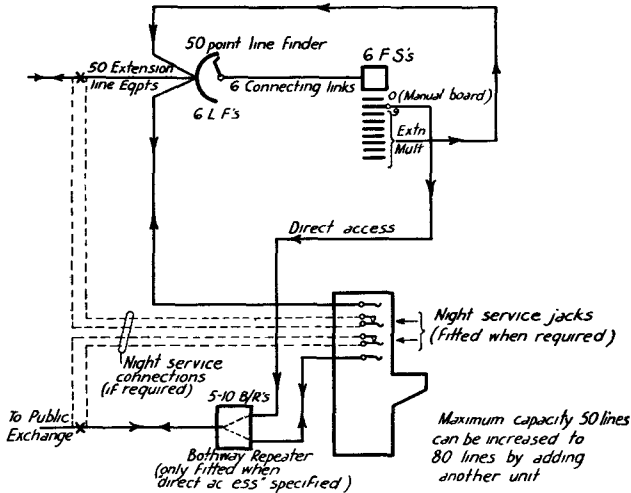 50 point line finder
6 F S's
50 Extension
line Eqpts
6 Connecting links
6 L F's
0 (Manual board)
9
Extn
Mult
Direct access
Night service jacks
(fitted when required)
Night service
connections
(if required)
5-10 B/R's
To Public
Exchange
Bothway Repeater
(only fitted when
direct ac ess" specified)
Maximum capacity 50 lines
can be increased to
80 lines by adding
another unit